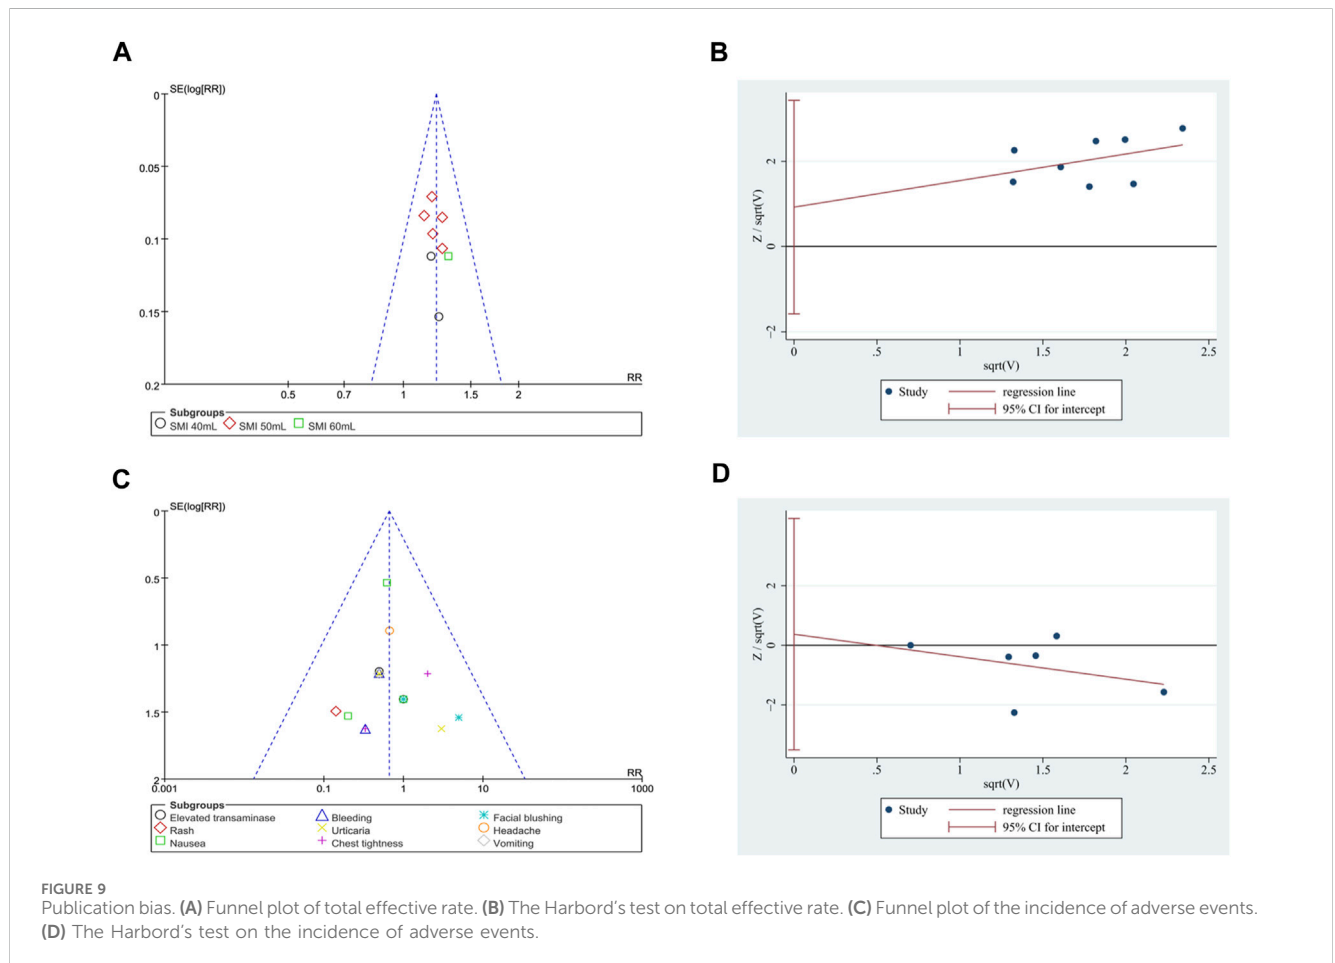 A
SE(log[RR])
0
0.05
0.1
0.15
0.2
0.5
0.7
1
1.5
2
RR
Subgroups
SMI 40mL
SMI 50mL
SMI 60mL
B
Z / sqrt(V)
2
0
−2
0
.5
1
1.5
2
2.5
sqrt(V)
Study
regression line
95% CI for intercept
C
SE(log[RR])
0
0.5
1
1.5
2
0.001
0.1
1
10
1000
RR
Subgroups
Elevated transaminase
Bleeding
Facial blushing
Rash
Urticaria
Headache
Nausea
Chest tightness
Vomiting
D
Z / sqrt(V)
2
0
−2
0
.5
1
1.5
2
2.5
sqrt(V)
Study
regression line
95% CI for intercept
FIGURE 9
Publication bias. (A) Funnel plot of total effective rate. (B) The Harbord's test on total effective rate. (C) Funnel plot of the incidence of adverse events.
(D) The Harbord's test on the incidence of adverse events.